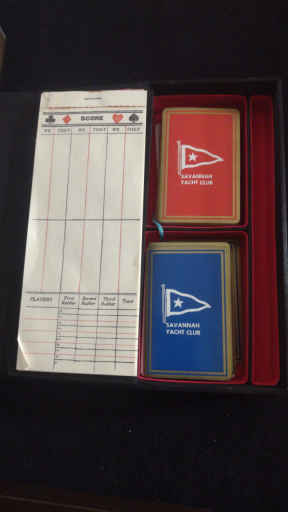 SCORE
WE THEY WE THEY WE THEY
PLAYERS First Rubber Second Rubber Third Rubber Total
SAVANNAH
YACHT CLUB
SAVANNAH
YACHT CLUB